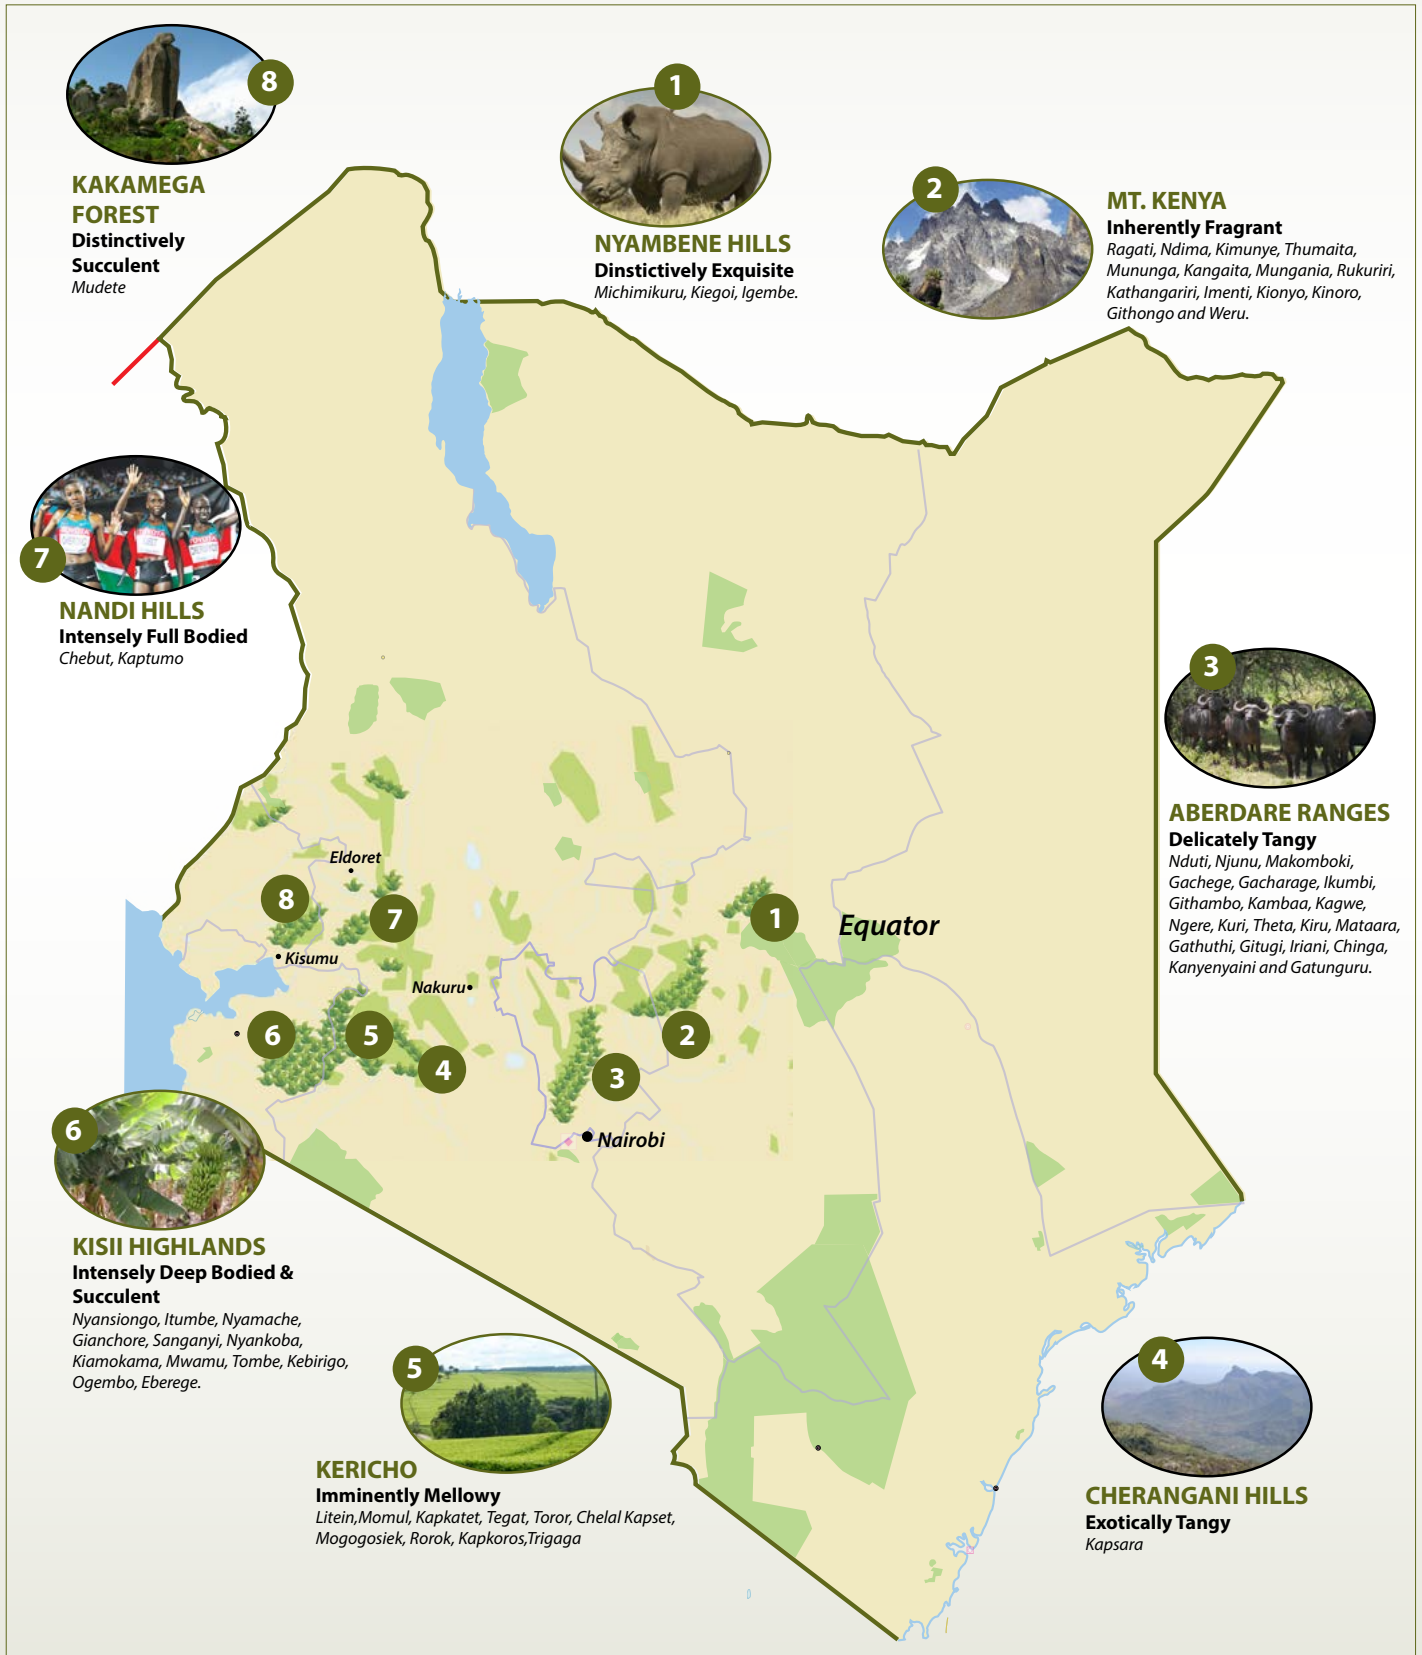 8
KAKAMEGA
FOREST
Distinctively
Succulent
Mudete
1
NYAMBENE HILLS
Dinstictively Exquisite
Michimikuru, Kiegoi, Igembe.
2
MT. KENYA
Inherently Fragrant
Ragati, Ndima, Kimunye, Thumaita,
Mununga, Kangaita, Mungania, Rukuriri,
Kathangariri, Imenti, Kionyo, Kinoro,
Githongo and Weru.
7
NANDI HILLS
Intensely Full Bodied
Chebut, Kaptumo
3
ABERDARE RANGES
Delicately Tangy
Nduti, Njunu, Makomboki,
Gachege, Gacharage, Ikumbi,
Githambo, Kambaa, Kagwe,
Ngere, Kuri, Theta, Kiru, Mataara,
Gathuthi, Gitugi, Iriani, Chinga,
Kanyenyaini and Gatunguru.
Eldoret
8
7
1
Equator
Kisumu
Nakuru
6
5
4
2
3
Nairobi
6
KISII HIGHLANDS
Intensely Deep Bodied &
Succulent
Nyansiongo, Itumbe, Nyamache,
Gianchore, Sanganyi, Nyankoba,
Kiamokama, Mwamu, Tombe, Kebirigo,
Ogembo, Eberege.
5
KERICHO
Imminently Mellowy
Litein,Momul, Kapkatet, Tegat, Toror, Chelal Kapset,
Mogogosiek, Rorok, Kapkoros,Trigaga
4
CHERANGANI HILLS
Exotically Tangy
Kapsara